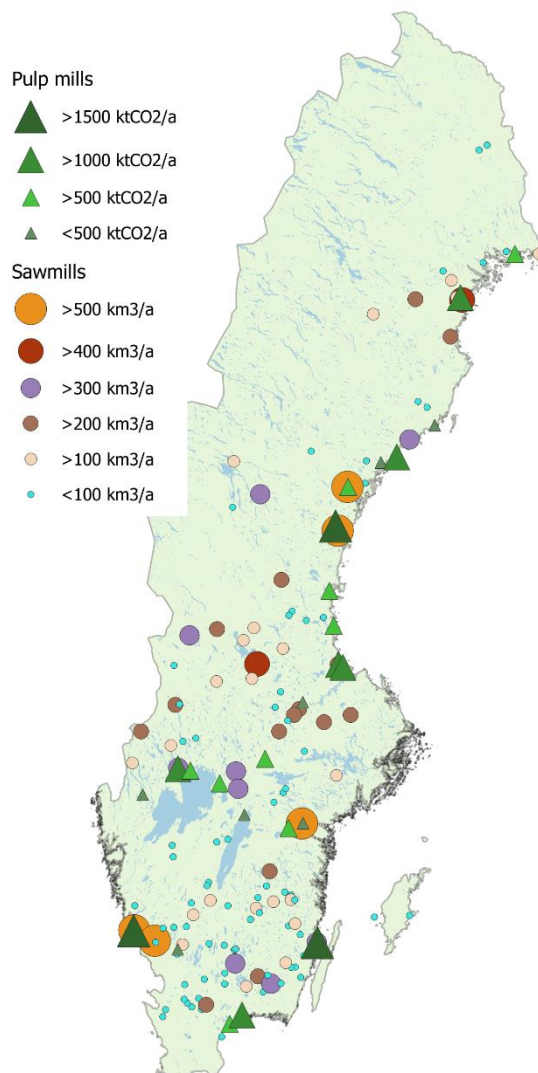 Pulp mills
>1500 ktCO2/a
>1000 ktCO2/a
>500 ktCO2/a
<500 ktCO2/a
Sawmills
>500 km3/a
>400 km3/a
>300 km3/a
>200 km3/a
>100 km3/a
<100 km3/a